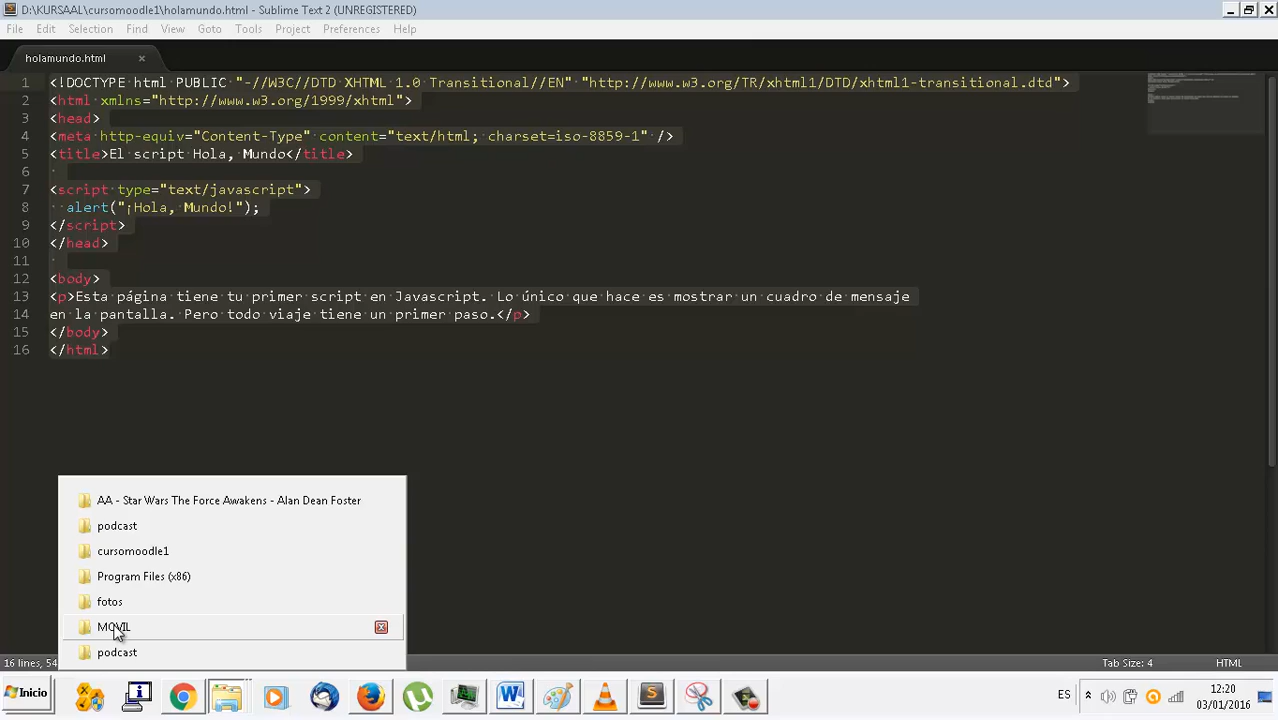 D:\KURSAAL\cursomoodle1\holamundo.html - Sublime Text 2 (UNREGISTERED)
File Edit Selection Find View Goto Tools Project Preferences Help
holamundo.html
1 <!DOCTYPE html PUBLIC "-//W3C//DTD XHTML 1.0 Transitional//EN" "http://www.w3.org/TR/xhtml1/DTD/xhtml1-transitional.dtd">
2 <html xmlns="http://www.w3.org/1999/xhtml">
3 <head>
4 <meta http-equiv="Content-Type" content="text/html; charset=iso-8859-1" />
5 <title>El script Hola, Mundo</title>
6
7 <script type="text/javascript">
8 alert("¡Hola, Mundo!");
9 </script>
10 </head>
11
12 <body>
13 <p>Esta página tiene tu primer script en Javascript. Lo único que hace es mostrar un cuadro de mensaje
14 en la pantalla. Pero todo viaje tiene un primer paso.</p>
15 </body>
16 </html>
AA - Star Wars The Force Awakens - Alan Dean Foster
podcast
cursomoodle1
Program Files (x86)
fotos
MOVIL
podcast
16 lines, 54
Tab Size: 4 HTML
Inicio
ES
12:20
03/01/2016